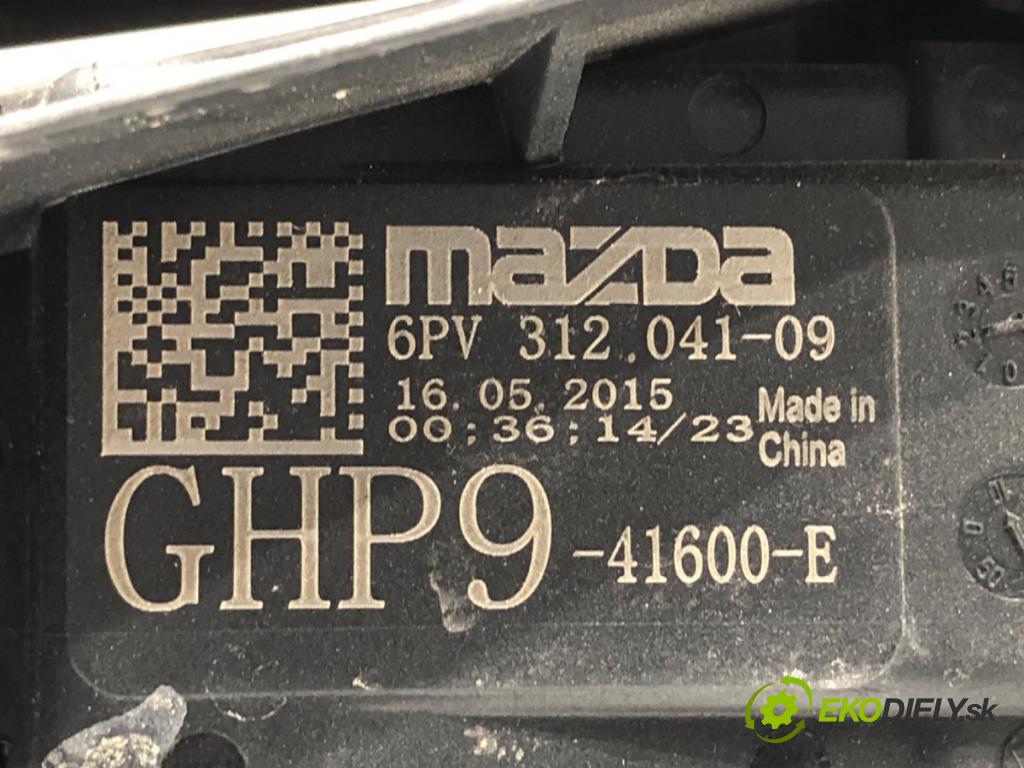 mazda
6PV 312.041-09
16.05.2015
00;36;14/23
Made in
China
GHP9-41600-E
EKODIELY.sk